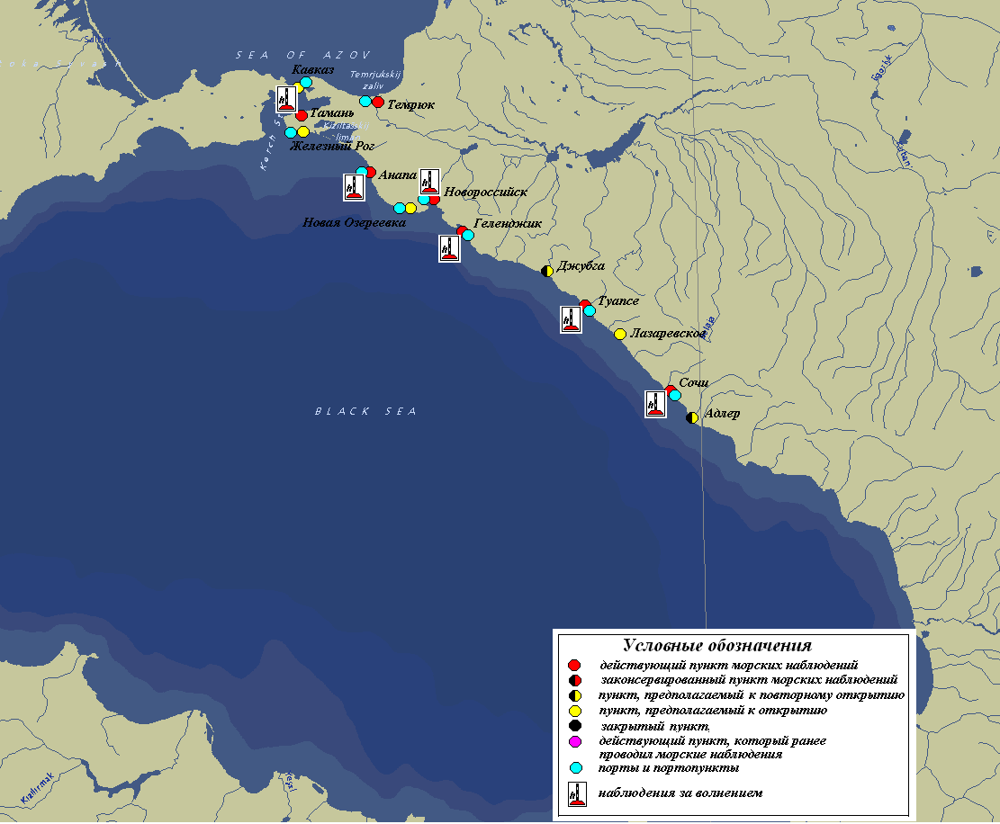 Salhyr
SEA OF AZOV
Кавказ
Temrjukskij
zaliv
Темрюк
Тамань
Железный Рог
Анапа
Новороссийск
Новая Озереевка
Геленджик
Джубга
Туапсе
Лазаревское
Сочи
Адлер
BLACK SEA
Kizilirmak
Условные обозначения
действующий пункт морских наблюдений
законсервированный пункт морских наблюдений
пункт, предполагаемый к повторному открытию
пункт, предполагаемый к открытию
закрытый пункт,
действующий пункт, который ранее
проводил морские наблюдения
порты и портопункты
h наблюдения за волнением